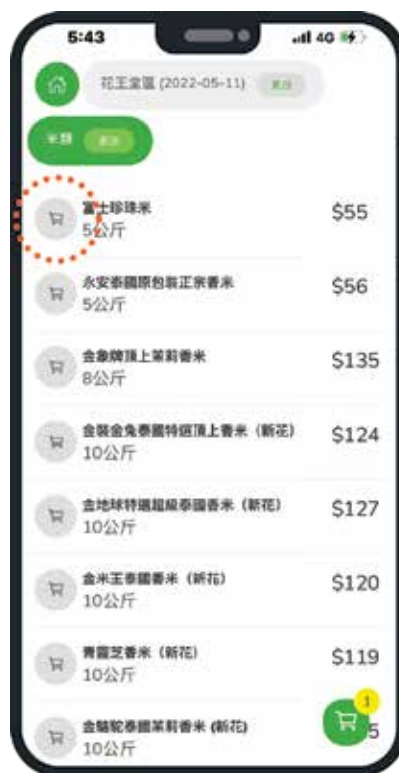 5:43
4G
花王堂區 (2022-05-11) 更改
米類 更改
富士珍珠米
$55
5公斤
永安泰國原包裝正宗香米
$56
5公斤
金象牌頂上茉莉香米
$135
8公斤
金裝金兔泰國特選頂上香米（新花）
$124
10公斤
金地球特選超級泰國香米（新花）
$127
10公斤
金米王泰國香米（新花）
$120
10公斤
青靈芝香米（新花）
$119
10公斤
1
金駱駝泰國茉莉香米 (新花)
5
10公斤